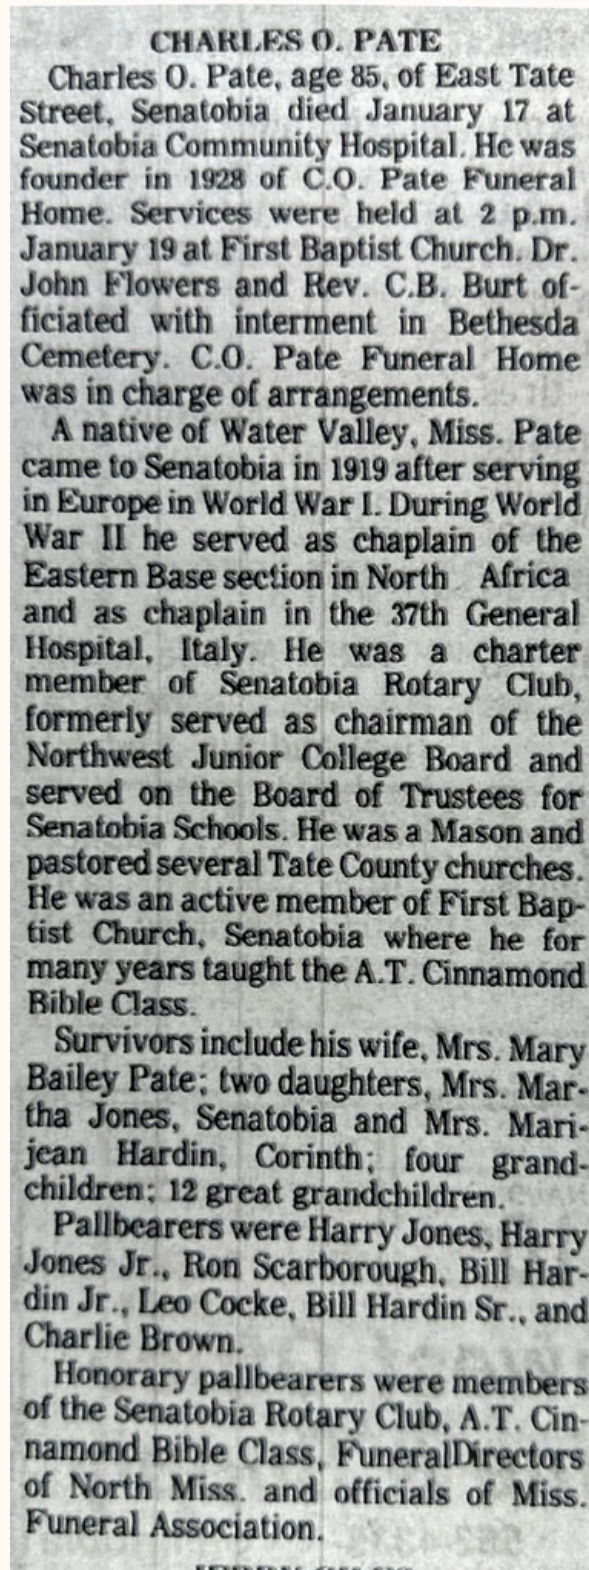 CHARLES O. PATE
Charles O. Pate, age 85, of East Tate
Street, Senatobia died January 17 at
Senatobia Community Hospital. He was
founder in 1928 of C.O. Pate Funeral
Home. Services were held at 2 p.m.
January 19 at First Baptist Church. Dr.
John Flowers and Rev. C.B. Burt of-
ficiated with interment in Bethesda
Cemetery. C.O. Pate Funeral Home
was in charge of arrangements.
A native of Water Valley, Miss. Pate
came to Senatobia in 1919 after serving
in Europe in World War I. During World
War II he served as chaplain of the
Eastern Base section in North Africa
and as chaplain in the 37th General
Hospital, Italy. He was a charter
member of Senatobia Rotary Club,
formerly served as chairman of the
Northwest Junior College Board and
served on the Board of Trustees for
Senatobia Schools. He was a Mason and
pastored several Tate County churches.
He was an active member of First Bap-
tist Church, Senatobia where he for
many years taught the A.T. Cinnamond
Bible Class.
Survivors include his wife, Mrs. Mary
Bailey Pate; two daughters, Mrs. Mar-
tha Jones, Senatobia and Mrs. Mari-
jean Hardin, Corinth; four grand-
children; 12 great grandchildren.
Pallbearers were Harry Jones, Harry
Jones Jr., Ron Scarborough, Bill Har-
din Jr., Leo Cocke, Bill Hardin Sr., and
Charlie Brown.
Honorary pallbearers were members
of the Senatobia Rotary Club, A.T. Cin-
namond Bible Class, FuneralDirectors
of North Miss. and officials of Miss.
Funeral Association.